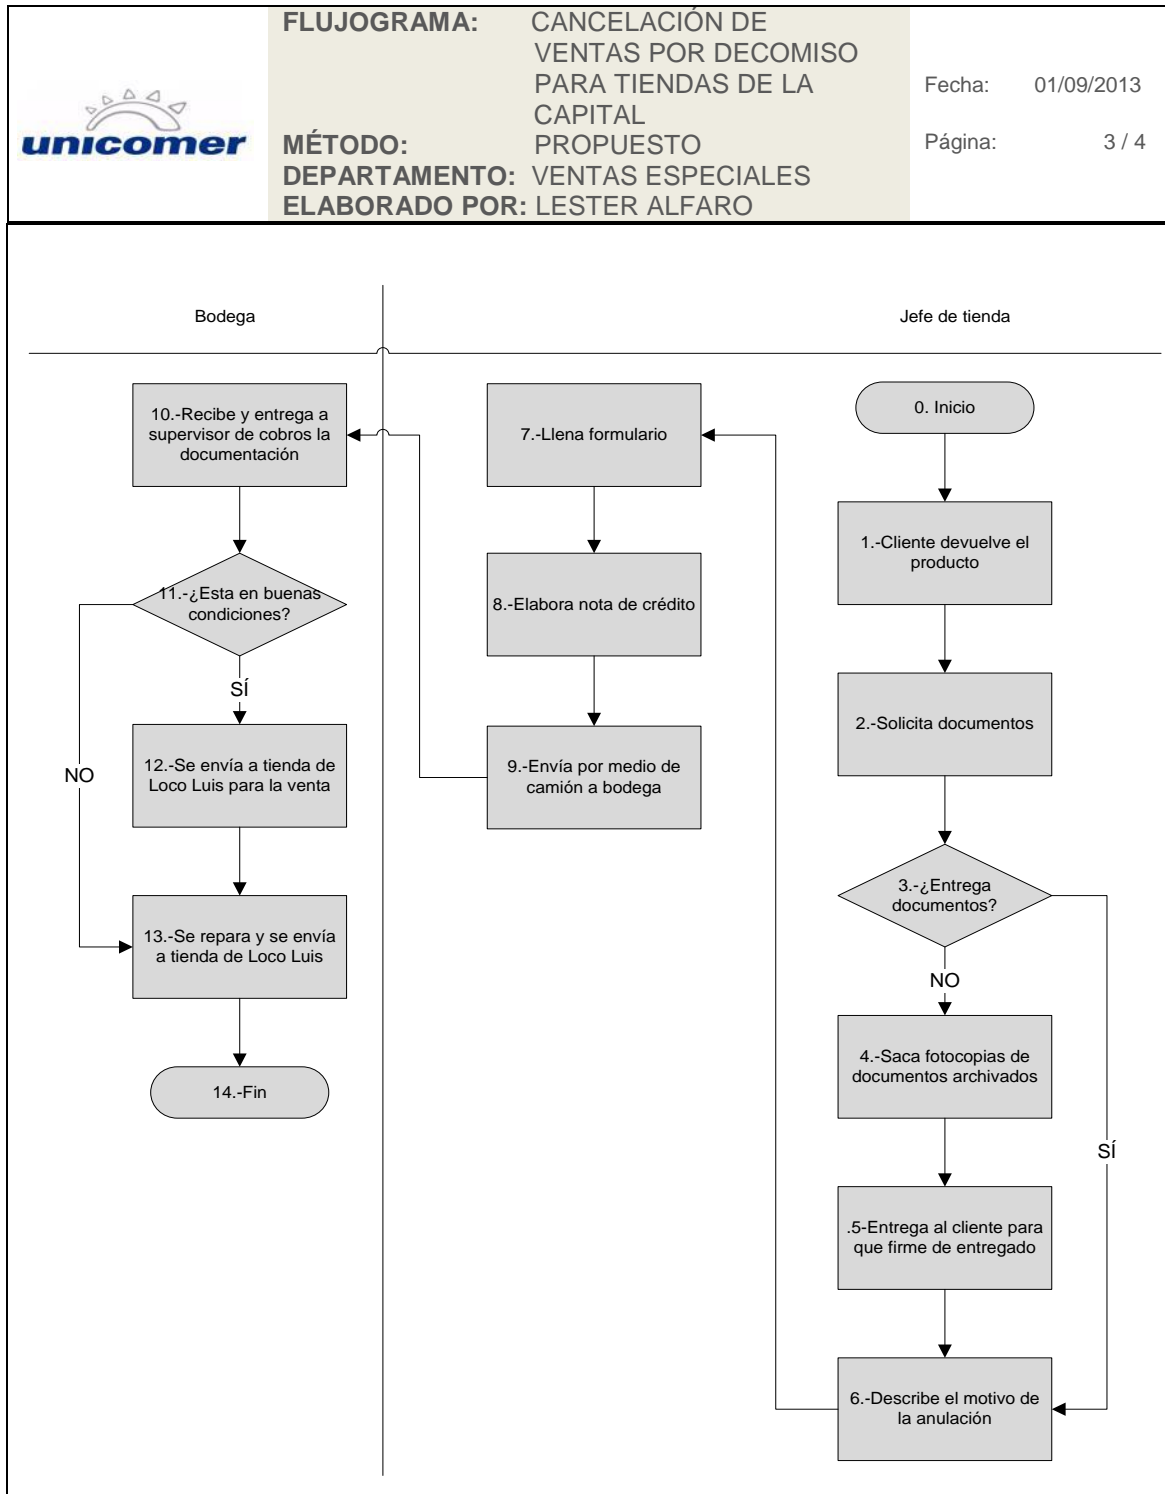 unicomer
FLUJOGRAMA: CANCELACIÓN DE
VENTAS POR DECOMISO
PARA TIENDAS DE LA
CAPITAL
MÉTODO: PROPUESTO
DEPARTAMENTO: VENTAS ESPECIALES
ELABORADO POR: LESTER ALFARO
Fecha: 01/09/2013
Página: 3 / 4
Bodega
Jefe de tienda
0. Inicio
1.-Cliente devuelve el
producto
2.-Solicita documentos
3.-¿Entrega
documentos?
NO
SÍ
4.-Saca fotocopias de
documentos archivados
.5-Entrega al cliente para
que firme de entregado
6.-Describe el motivo de
la anulación
7.-Llena formulario
8.-Elabora nota de crédito
9.-Envía por medio de
camión a bodega
10.-Recibe y entrega a
supervisor de cobros la
documentación
11.-¿Esta en buenas
condiciones?
SÍ
NO
12.-Se envía a tienda de
Loco Luis para la venta
13.-Se repara y se envía
a tienda de Loco Luis
14.-Fin